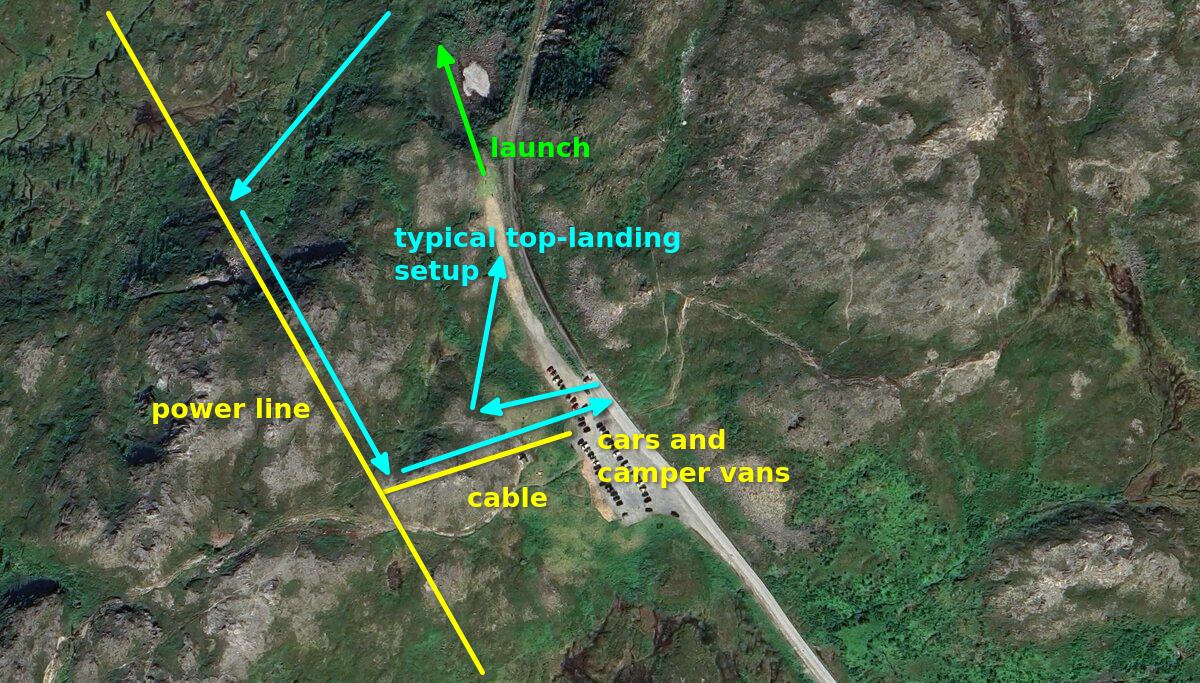 launch
typical top-landing
setup
power line
cars and
camper vans
cable